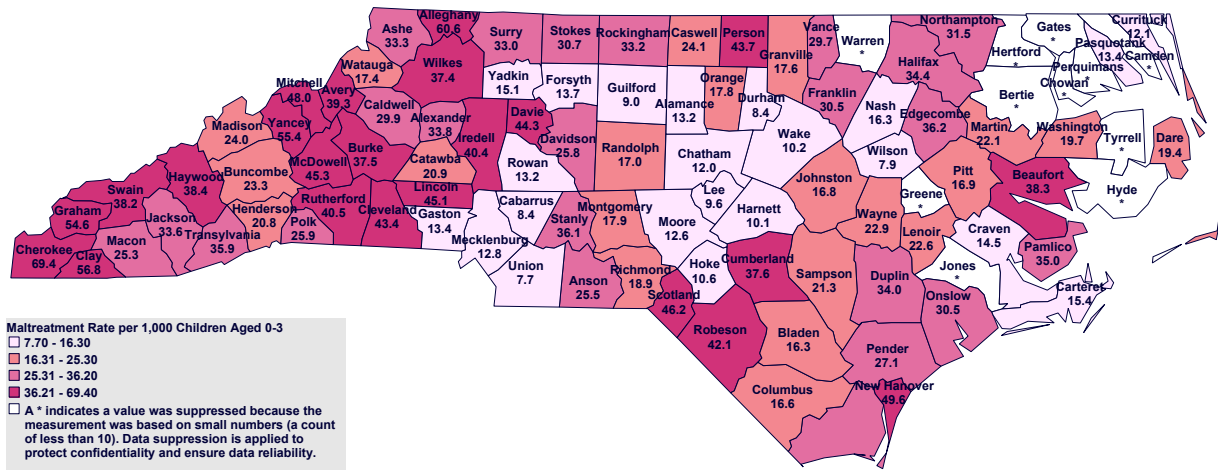 Alleghany
60.6
Ashe
33.3
Surry
33.0
Stokes
30.7
Rockingham
33.2
Caswell
24.1
Person
43.7
Granville
17.6
Vance
29.7
Warren
*
Northampton
31.5
Gates
*
Currituck
12.1
Pasquotank
13.4
Camden
*
Perquimans
*
Chowan
*
Hertford
*
Halifax
34.4
Bertie
*
Watauga
17.4
Wilkes
37.4
Yadkin
15.1
Forsyth
13.7
Guilford
9.0
Alamance
13.2
Orange
17.8
Durham
8.4
Franklin
30.5
Nash
16.3
Edgecombe
36.2
Martin
22.1
Washington
19.7
Tyrrell
*
Dare
19.4
Mitchell
48.0
Avery
39.3
Caldwell
29.9
Alexander
33.8
Iredell
40.4
Davie
44.3
Davidson
25.8
Randolph
17.0
Chatham
12.0
Wake
10.2
Wilson
7.9
Pitt
16.9
Beaufort
38.3
Hyde
*
Madison
24.0
Yancey
55.4
McDowell
45.3
Burke
37.5
Catawba
20.9
Rowan
13.2
Lee
9.6
Johnston
16.8
Greene
*
Haywood
38.4
Buncombe
23.3
Rutherford
40.5
Cleveland
43.4
Lincoln
45.1
Gaston
13.4
Cabarrus
8.4
Stanly
36.1
Montgomery
17.9
Moore
12.6
Harnett
10.1
Wayne
22.9
Lenoir
22.6
Craven
14.5
Pamlico
35.0
Swain
38.2
Graham
54.6
Jackson
33.6
Transylvania
35.9
Henderson
20.8
Polk
25.9
Mecklenburg
12.8
Cherokee
69.4
Clay
56.8
Macon
25.3
Union
7.7
Anson
25.5
Richmond
18.9
Hoke
10.6
Cumberland
37.6
Sampson
21.3
Duplin
34.0
Jones
*
Onslow
30.5
Carteret
15.4
Scotland
46.2
Robeson
42.1
Bladen
16.3
Pender
27.1
Columbus
16.6
New Hanover
49.6
Maltreatment Rate per 1,000 Children Aged 0-3
7.70 - 16.30
16.31 - 25.30
25.31 - 36.20
36.21 - 69.40
A * indicates a value was suppressed because the
measurement was based on small numbers (a count
of less than 10). Data suppression is applied to
protect confidentiality and ensure data reliability.